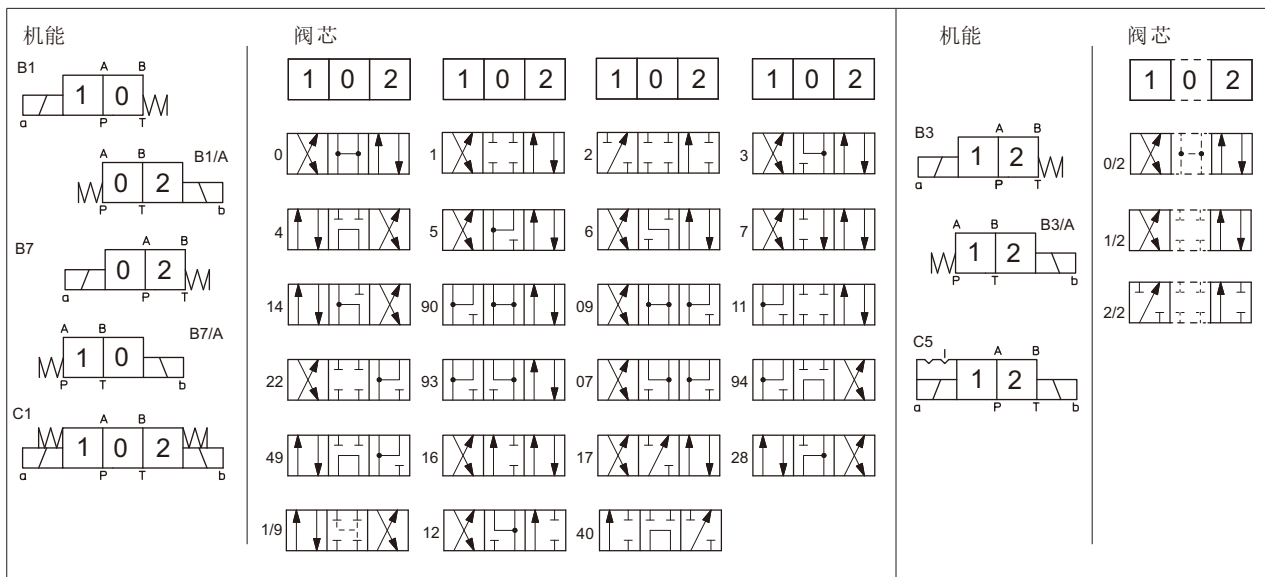 机能
阀芯
机能
阀芯
B1
A B
1 0
a
P T
A B
B1/A
0 2
P T
b
B7
A B
0 2
a
P T
A B
B7/A
1 0
P T
b
C1
A B
1 0 2
a
P T
b
1 0 2
1 0 2
1 0 2
1 0 2
0
1
2
3
4
5
6
7
14
90
09
11
22
93
07
94
49
16
17
28
1/9
12
40
B3
A B
1 2
a
P T
A B
B3/A
1 2
P T
b
C5
A B
1 2
a
P T
b
1 0 2
0/2
1/2
2/2